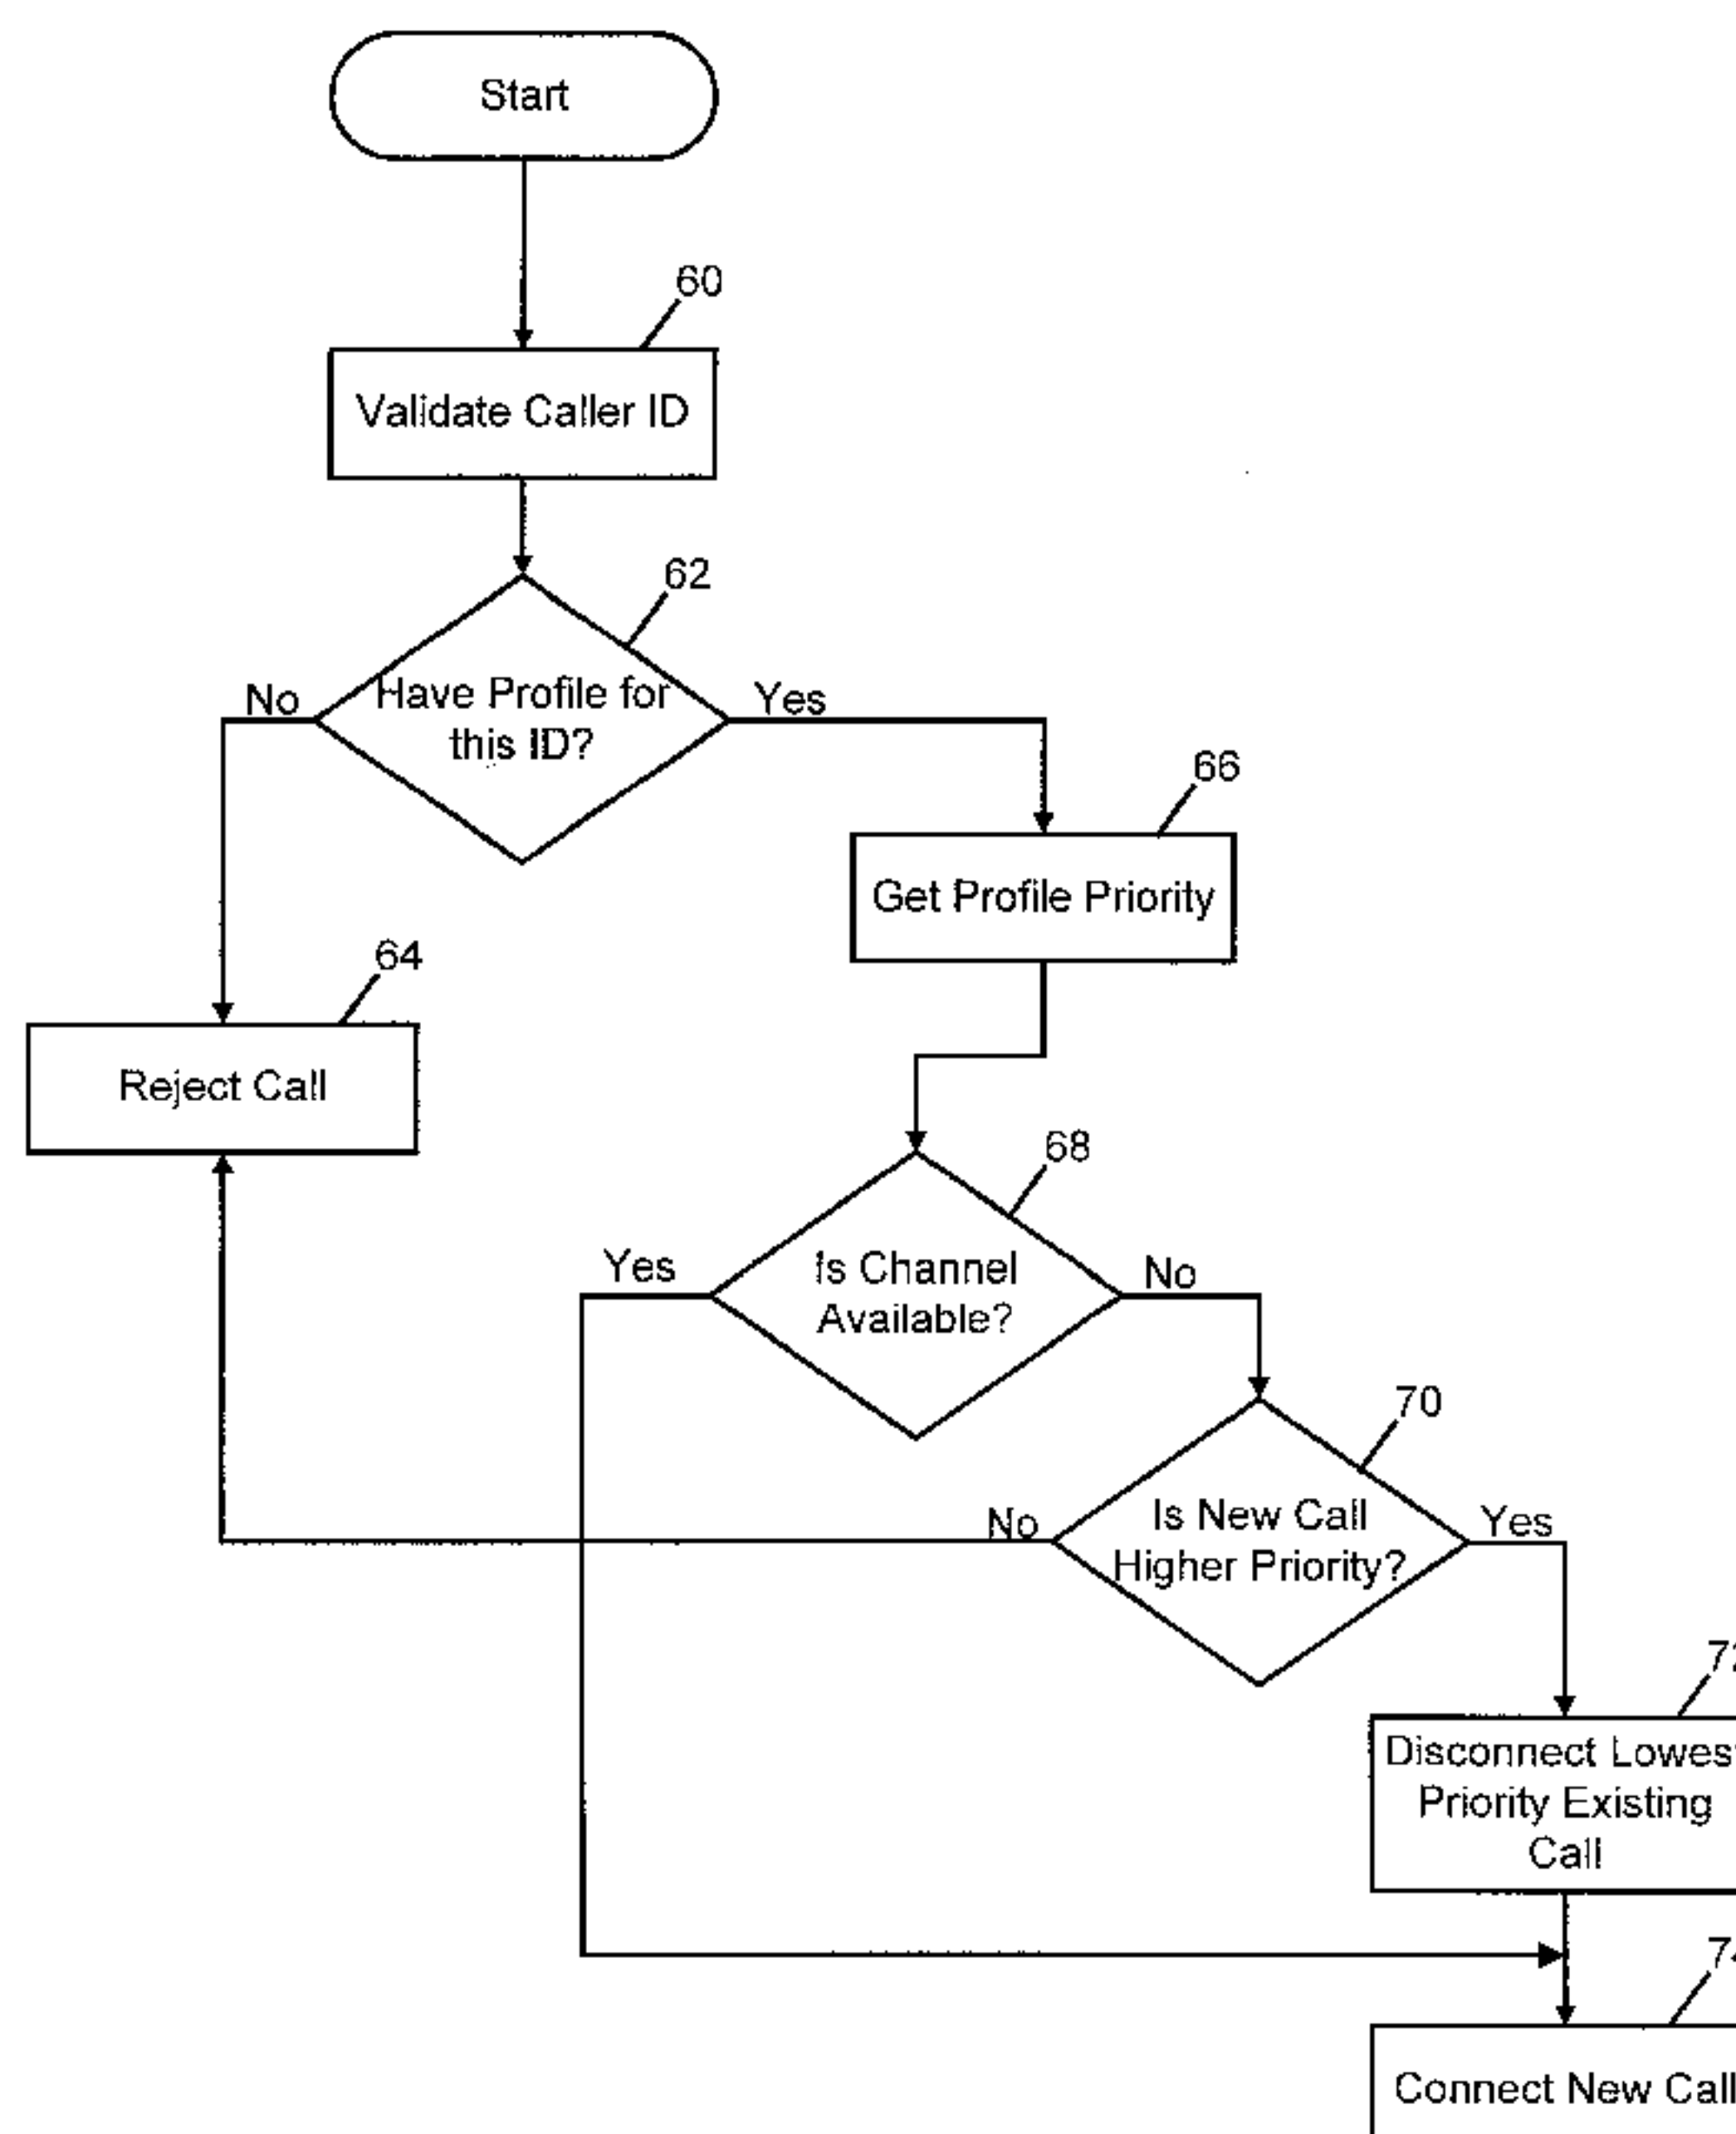 Start
60
Validate Caller ID
62
Have Profile for
this ID?
No
Yes
66
Get Profile Priority
64
Reject Call
68
Is Channel
Available?
Yes
No
70
Is New Call
Higher Priority?
No
Yes
Disconnect Lowest
Priority Existing
Call
Connect New Call